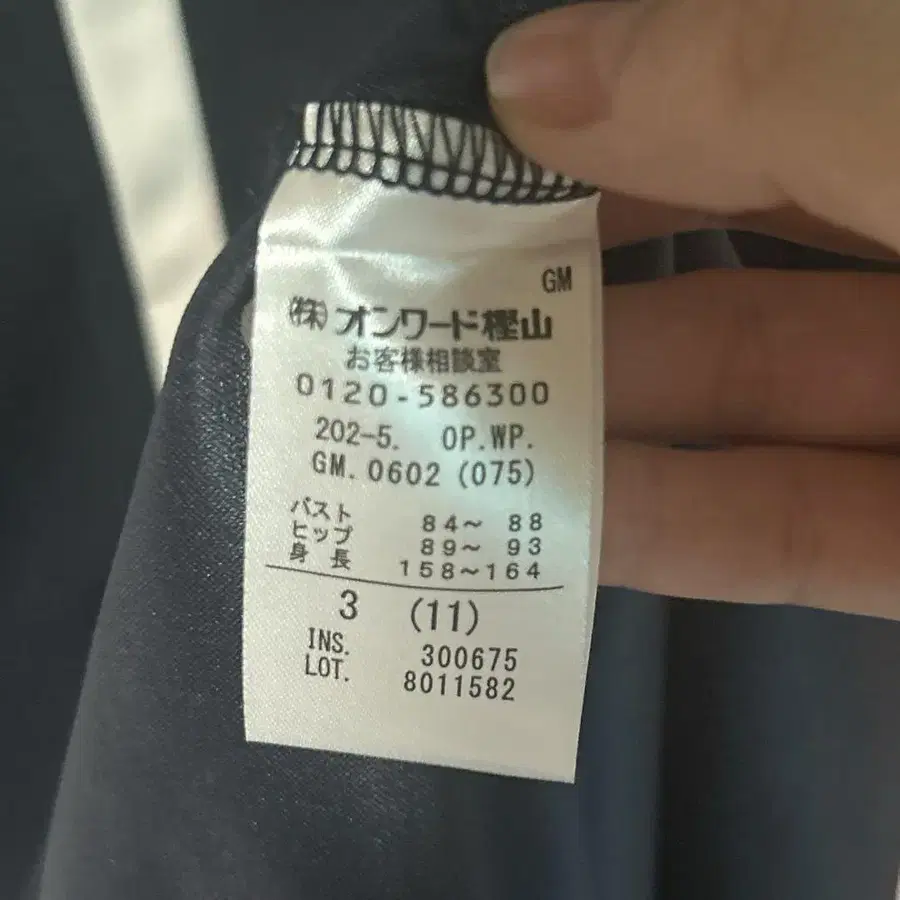 GM
㈱オンワード樫山
お客様相談室
0120-586300
202-5. OP.WP.
GM. 0602 (075)
バスト 84～ 88
ヒップ 89～ 93
身 長 158～164
3 (11)
INS. 300675
LOT. 8011582